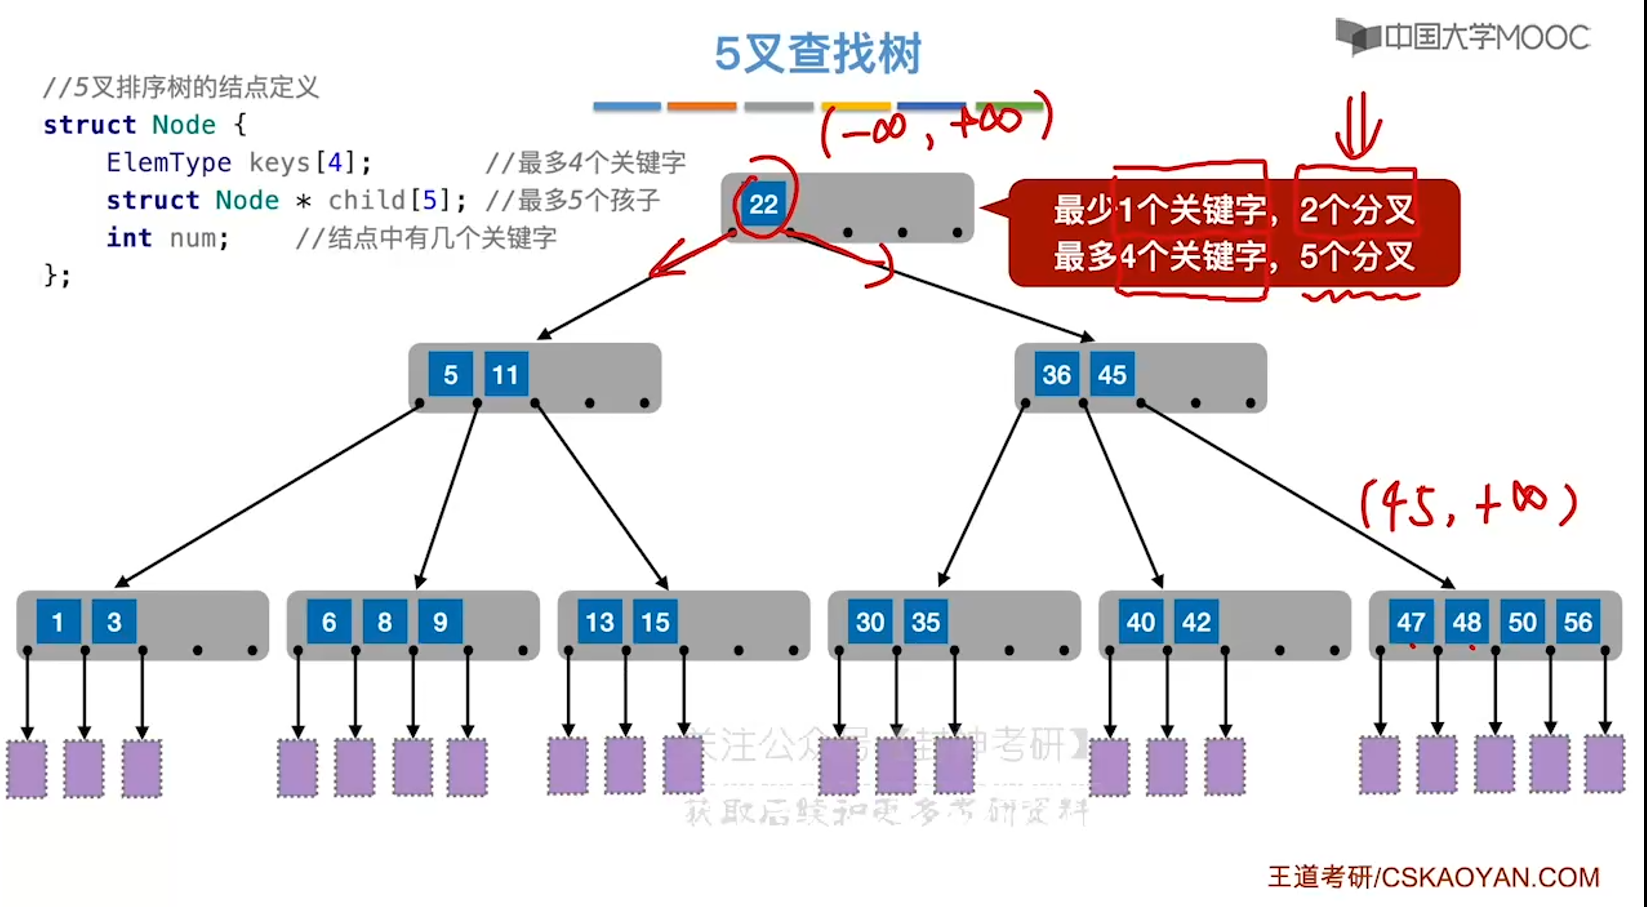 5叉查找树
中国大学MOOC
//5叉排序树的结点定义
struct Node {
ElemType keys[4]; //最多4个关键字
struct Node * child[5]; //最多5个孩子
int num; //结点中有几个关键字
};
(-∞, +∞)
22
最少1个关键字，2个分叉
最多4个关键字，5个分叉
5 11
36 45
(45, +∞)
1 3
6 8 9
13 15
30 35
40 42
47 48 50 56
关注公众号【封神考研】
获取后续和更多考研资料
王道考研/CSKAOYAN.COM